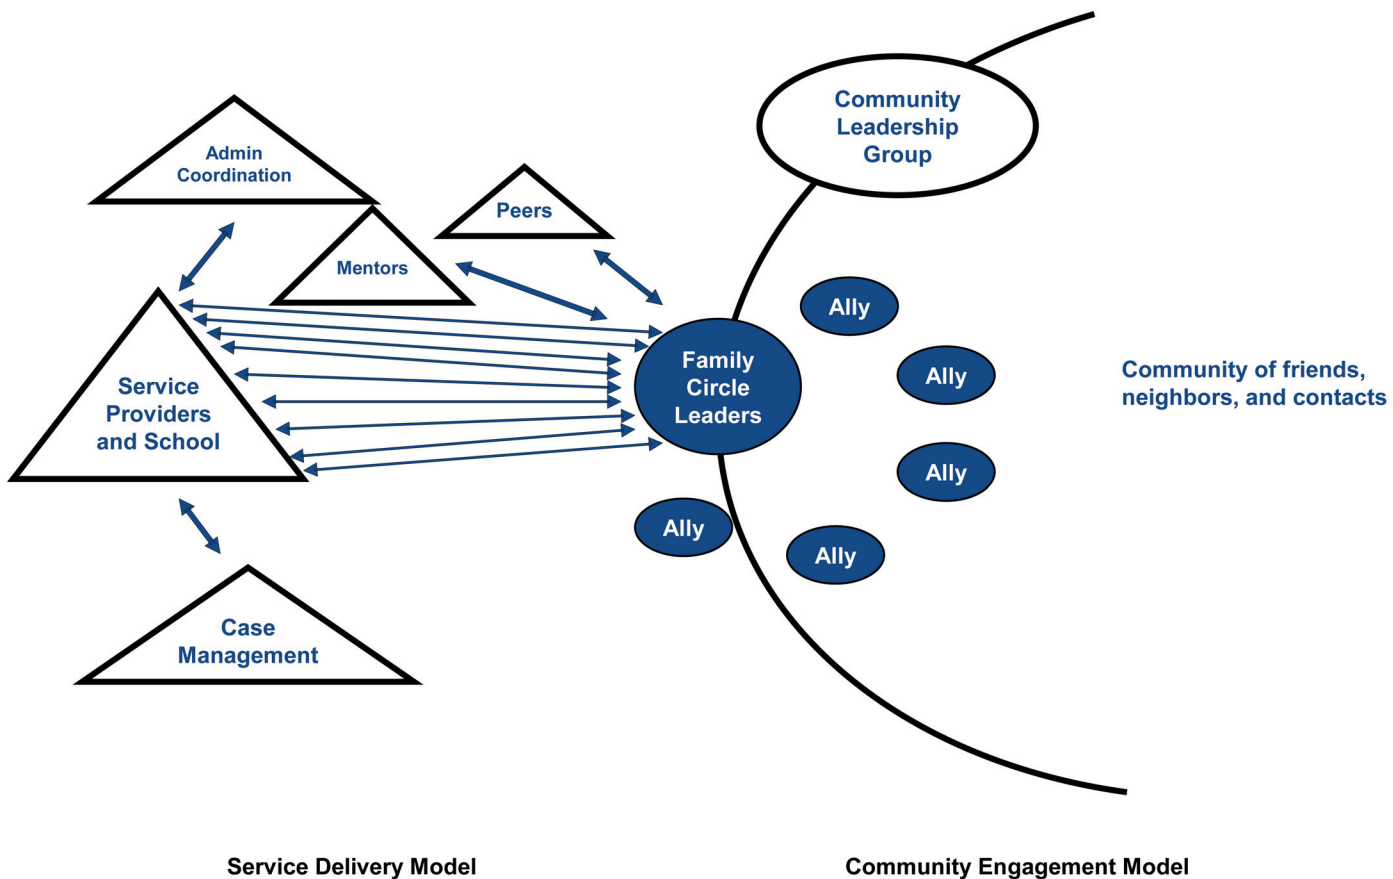 Community
Leadership
Group
Admin
Coordination
Peers
Mentors
Ally
Family
Circle
Leaders
Ally
Community of friends,
neighbors, and contacts
Service
Providers
and School
Ally
Ally
Ally
Case
Management
Service Delivery Model
Community Engagement Model